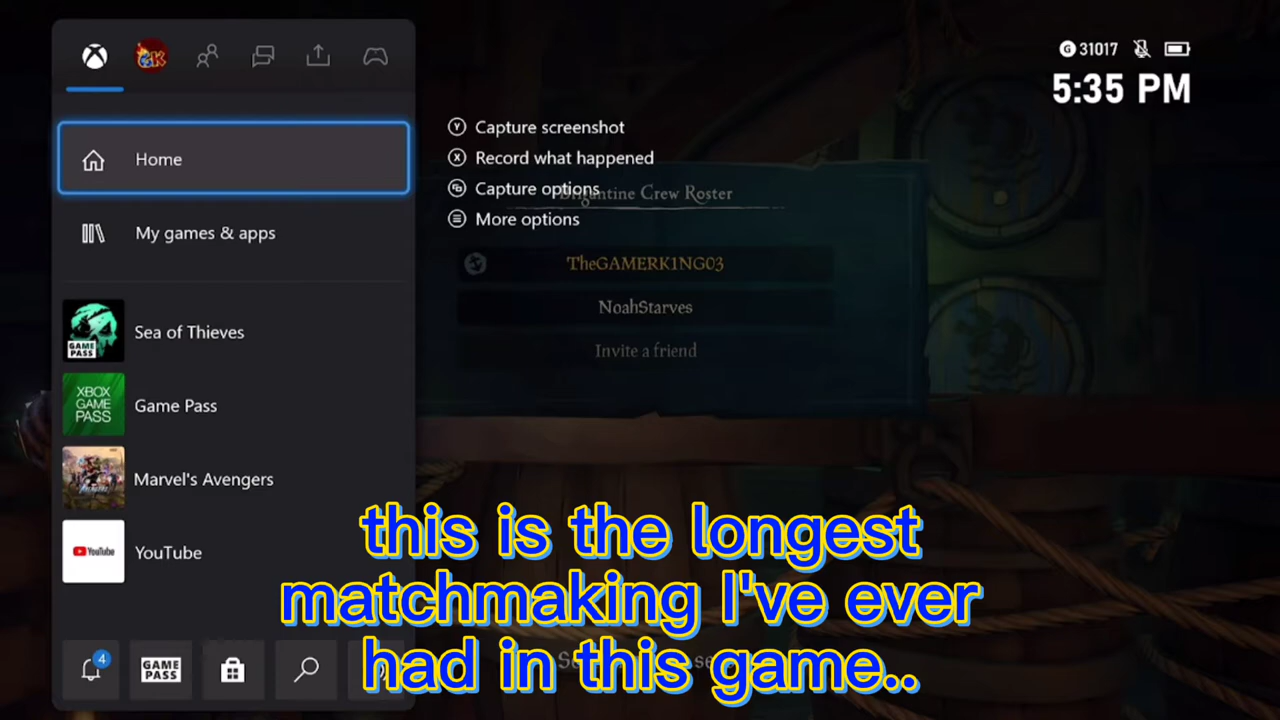 G 31017
5:35 PM
Home
My games & apps
Sea of Thieves
GAME
PASS
Game Pass
XBOX
GAME
PASS
Marvel's Avengers
YouTube
YouTube
4
GAME
PASS
Y Capture screenshot
X Record what happened
Capture options
More options
Brigantine Crew Roster
TheGAMERK1NG03
NoahStarves
Invite a friend
this is the longest
matchmaking I've ever
had in this game..